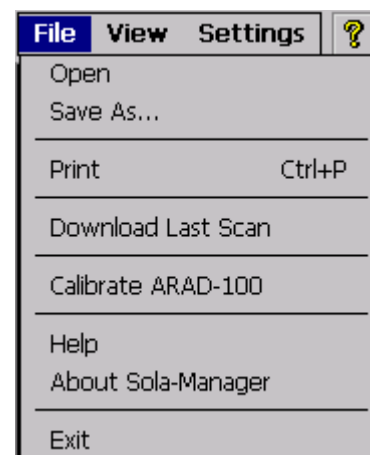 File View Settings ?
Open
Save As...
Print Ctrl+P
Download Last Scan
Calibrate ARAD-100
Help
About Sola-Manager
Exit